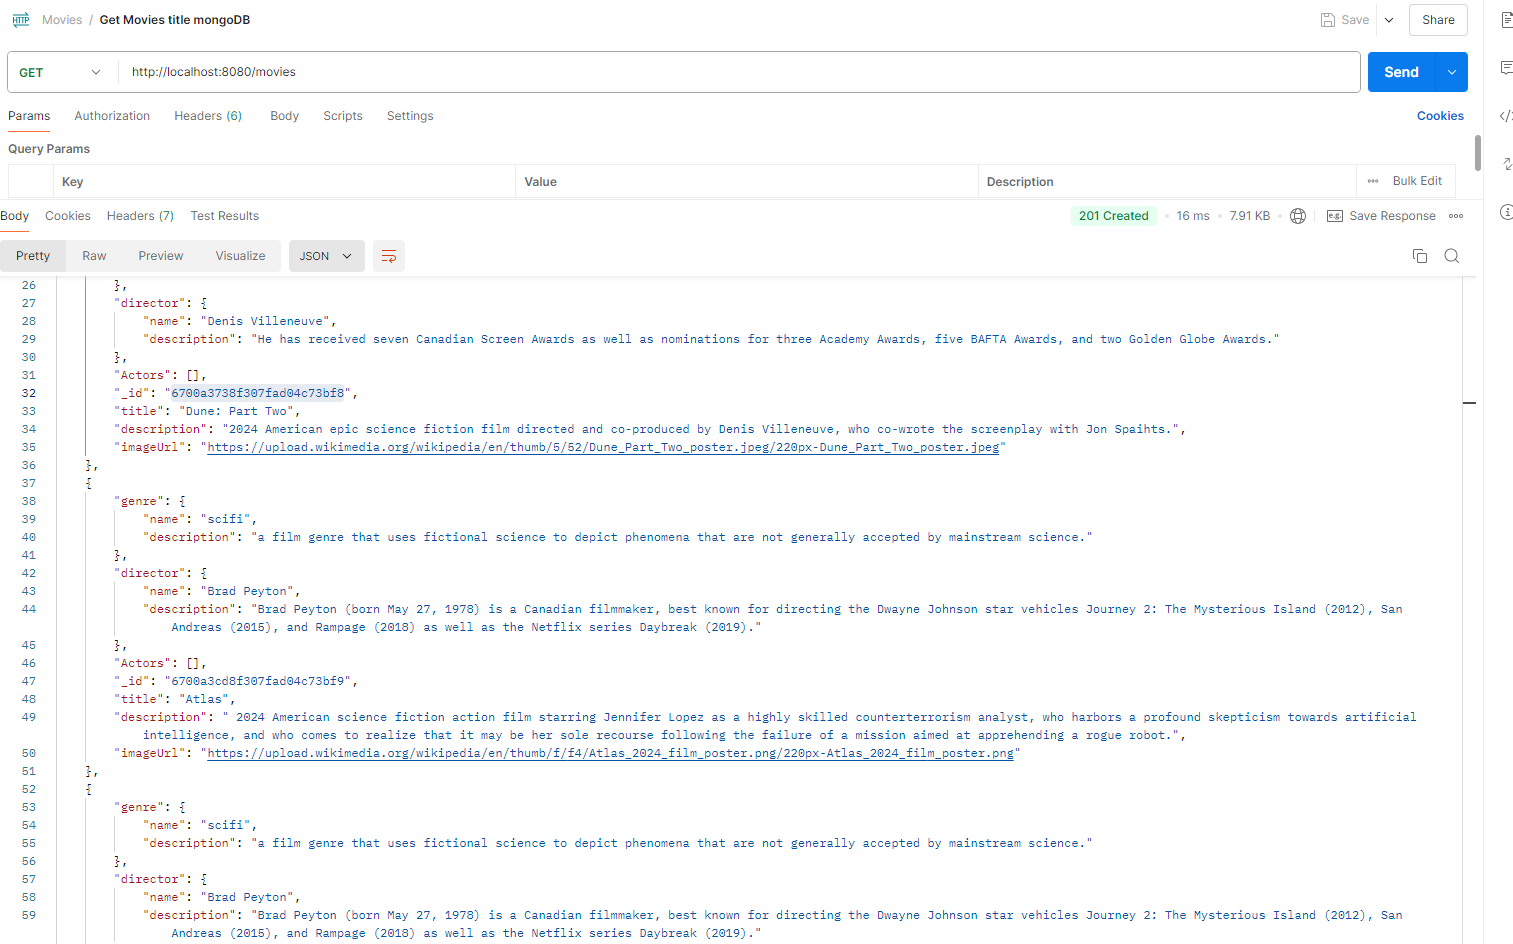 HTTP Movies / Get Movies title mongoDB Save Share
GET http://localhost:8080/movies Send
Params Authorization Headers (6) Body Scripts Settings Cookies
Query Params
Key Value Description Bulk Edit
Body Cookies Headers (7) Test Results 201 Created 16 ms 7.91 KB e.g. Save Response
Pretty Raw Preview Visualize JSON
26 },
27 "director": {
28 "name": "Denis Villeneuve",
29 "description": "He has received seven Canadian Screen Awards as well as nominations for three Academy Awards, five BAFTA Awards, and two Golden Globe Awards."
30 },
31 "Actors": [],
32 "_id": "6700a3738f307fad04c73bf8",
33 "title": "Dune: Part Two",
34 "description": "2024 American epic science fiction film directed and co-produced by Denis Villeneuve, who co-wrote the screenplay with Jon Spaihts.",
35 "imageUrl": "https://upload.wikimedia.org/wikipedia/en/thumb/5/52/Dune_Part_Two_poster.jpeg/220px-Dune_Part_Two_poster.jpeg"
36 },
37 {
38 "genre": {
39 "name": "scifi",
40 "description": "a film genre that uses fictional science to depict phenomena that are not generally accepted by mainstream science."
41 },
42 "director": {
43 "name": "Brad Peyton",
44 "description": "Brad Peyton (born May 27, 1978) is a Canadian filmmaker, best known for directing the Dwayne Johnson star vehicles Journey 2: The Mysterious Island (2012), San
Andreas (2015), and Rampage (2018) as well as the Netflix series Daybreak (2019)."
45 },
46 "Actors": [],
47 "_id": "6700a3cd8f307fad04c73bf9",
48 "title": "Atlas",
49 "description": " 2024 American science fiction action film starring Jennifer Lopez as a highly skilled counterterrorism analyst, who harbors a profound skepticism towards artificial
intelligence, and who comes to realize that it may be her sole recourse following the failure of a mission aimed at apprehending a rogue robot.",
50 "imageUrl": "https://upload.wikimedia.org/wikipedia/en/thumb/f/f4/Atlas_2024_film_poster.png/220px-Atlas_2024_film_poster.png"
51 },
52 {
53 "genre": {
54 "name": "scifi",
55 "description": "a film genre that uses fictional science to depict phenomena that are not generally accepted by mainstream science."
56 },
57 "director": {
58 "name": "Brad Peyton",
59 "description": "Brad Peyton (born May 27, 1978) is a Canadian filmmaker, best known for directing the Dwayne Johnson star vehicles Journey 2: The Mysterious Island (2012), San
Andreas (2015), and Rampage (2018) as well as the Netflix series Daybreak (2019)."